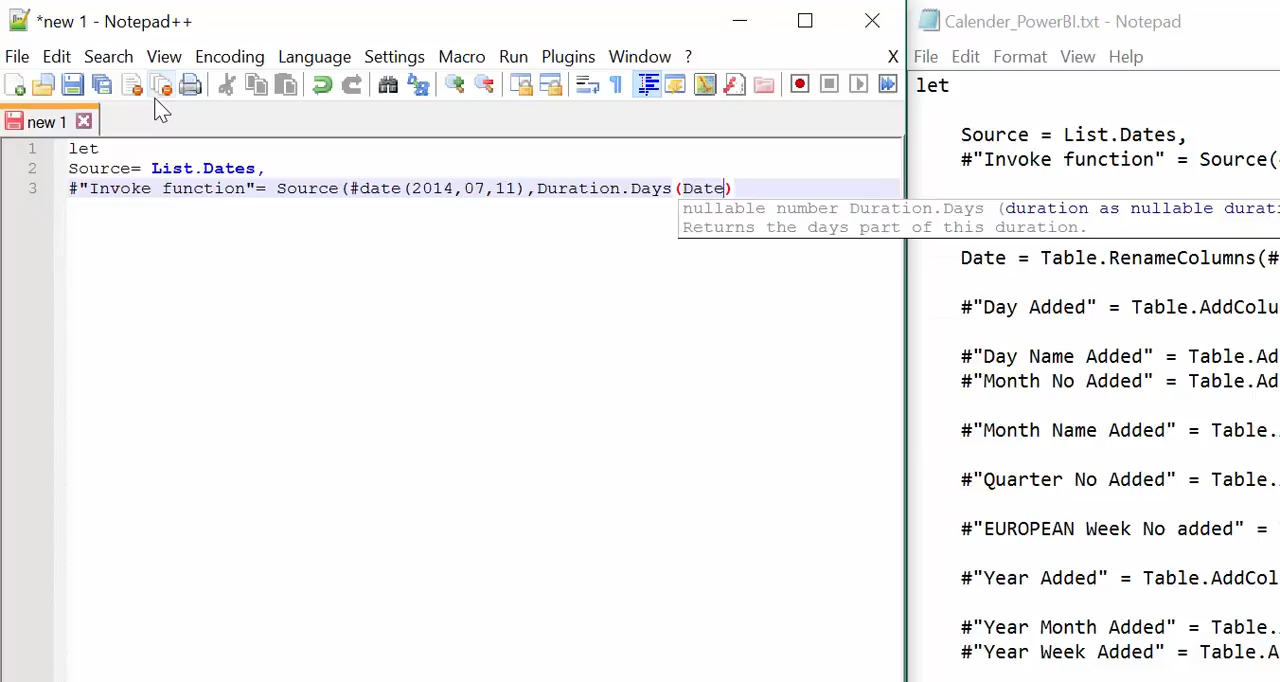 *new 1 - Notepad++
File Edit Search View Encoding Language Settings Macro Run Plugins Window ? X
new 1
1 let
2 Source= List.Dates,
3 #"Invoke function"= Source(#date(2014,07,11),Duration.Days(Date)
nullable number Duration.Days (duration as nullable durati
Returns the days part of this duration.
Calender_PowerBI.txt - Notepad
File Edit Format View Help
let
Source = List.Dates,
#"Invoke function" = Source(
Date = Table.RenameColumns(#
#"Day Added" = Table.AddColu
#"Day Name Added" = Table.Ad
#"Month No Added" = Table.Ad
#"Month Name Added" = Table.
#"Quarter No Added" = Table.
#"EUROPEAN Week No added" =
#"Year Added" = Table.AddCol
#"Year Month Added" = Table.
#"Year Week Added" = Table.A